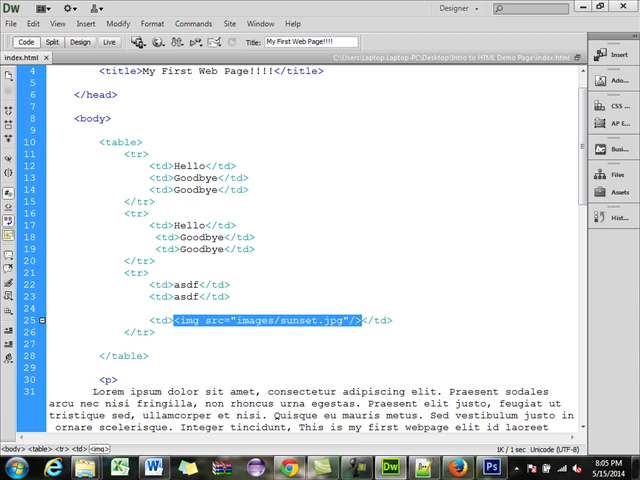 Dw
Designer
File Edit View Insert Modify Format Commands Site Window Help
Code Split Design Live Title: My First Web Page!!!!
index.html × C:\Users\Laptop.Laptop-PC\Desktop\Intro to HTML Demo Page\index.html
4 <title>My First Web Page!!!!</title>
5
6 </head>
7
8 <body>
9
10 <table>
11 <tr>
12 <td>Hello</td>
13 <td>Goodbye</td>
14 <td>Goodbye</td>
15 </tr>
16 <tr>
17 <td>Hello</td>
18 <td>Goodbye</td>
19 <td>Goodbye</td>
20 </tr>
21 <tr>
22 <td>asdf</td>
23 <td>asdf</td>
24
25 <td><img src="images/sunset.jpg"/></td>
26 </tr>
27
28 </table>
29
30 <p>
31 Lorem ipsum dolor sit amet, consectetur adipiscing elit. Praesent sodales
arcu nec nisi fringilla, non rhoncus urna egestas. Praesent elit justo, feugiat ut
tristique sed, ullamcorper et nisi. Quisque eu mauris metus. Sed vestibulum justo in
ornare scelerisque. Integer tincidunt, This is my first webpage elit id laoreet
Insert
Ado...
CSS ...
AP E...
Busi...
Files
Assets
Hist...
<body> <table> <tr> <td> <img> 1K / 1 sec Unicode (UTF-8)
Dw
Ps
8:05 PM
5/15/2014